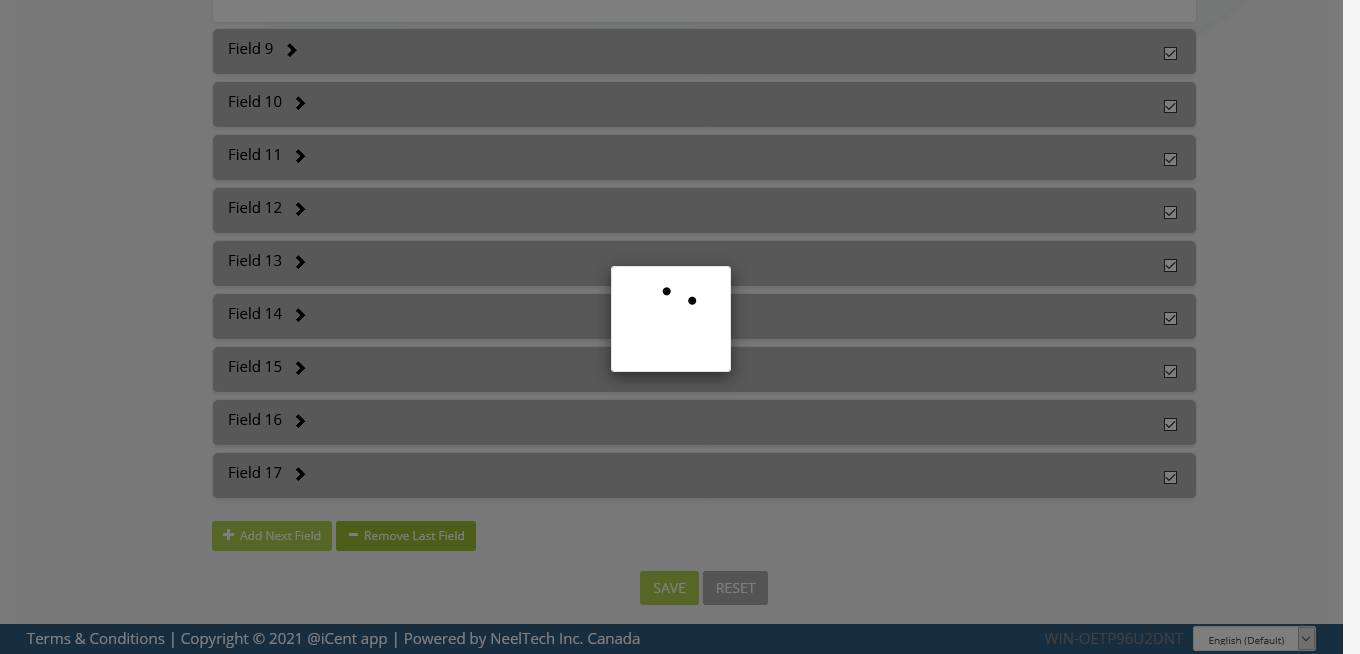 Field 9
Field 10
Field 11
Field 12
Field 13
Field 14
Field 15
Field 16
Field 17
Add Next Field Remove Last Field
SAVE RESET
Terms & Conditions | Copyright © 2021 @iCent app | Powered by NeelTech Inc. Canada WIN-OETP96U2DNT English (Default)